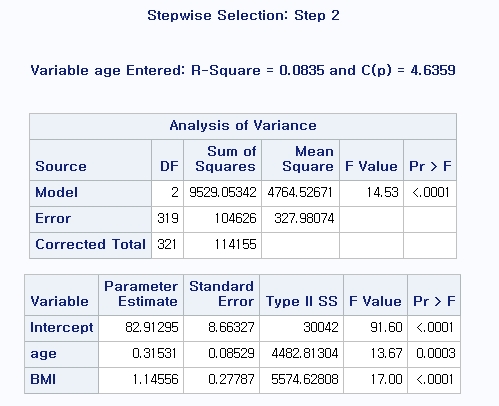 Stepwise Selection: Step 2
Variable age Entered: R-Square = 0.0835 and C(p) = 4.6359
Analysis of Variance
Source DF Sum of Squares Mean Square F Value Pr > F
Model 2 9529.05342 4764.52671 14.53 <.0001
Error 319 104626 327.98074
Corrected Total 321 114155
Variable Parameter Estimate Standard Error Type II SS F Value Pr > F
Intercept 82.91295 8.66327 30042 91.60 <.0001
age 0.31531 0.08529 4482.81304 13.67 0.0003
BMI 1.14556 0.27787 5574.62808 17.00 <.0001